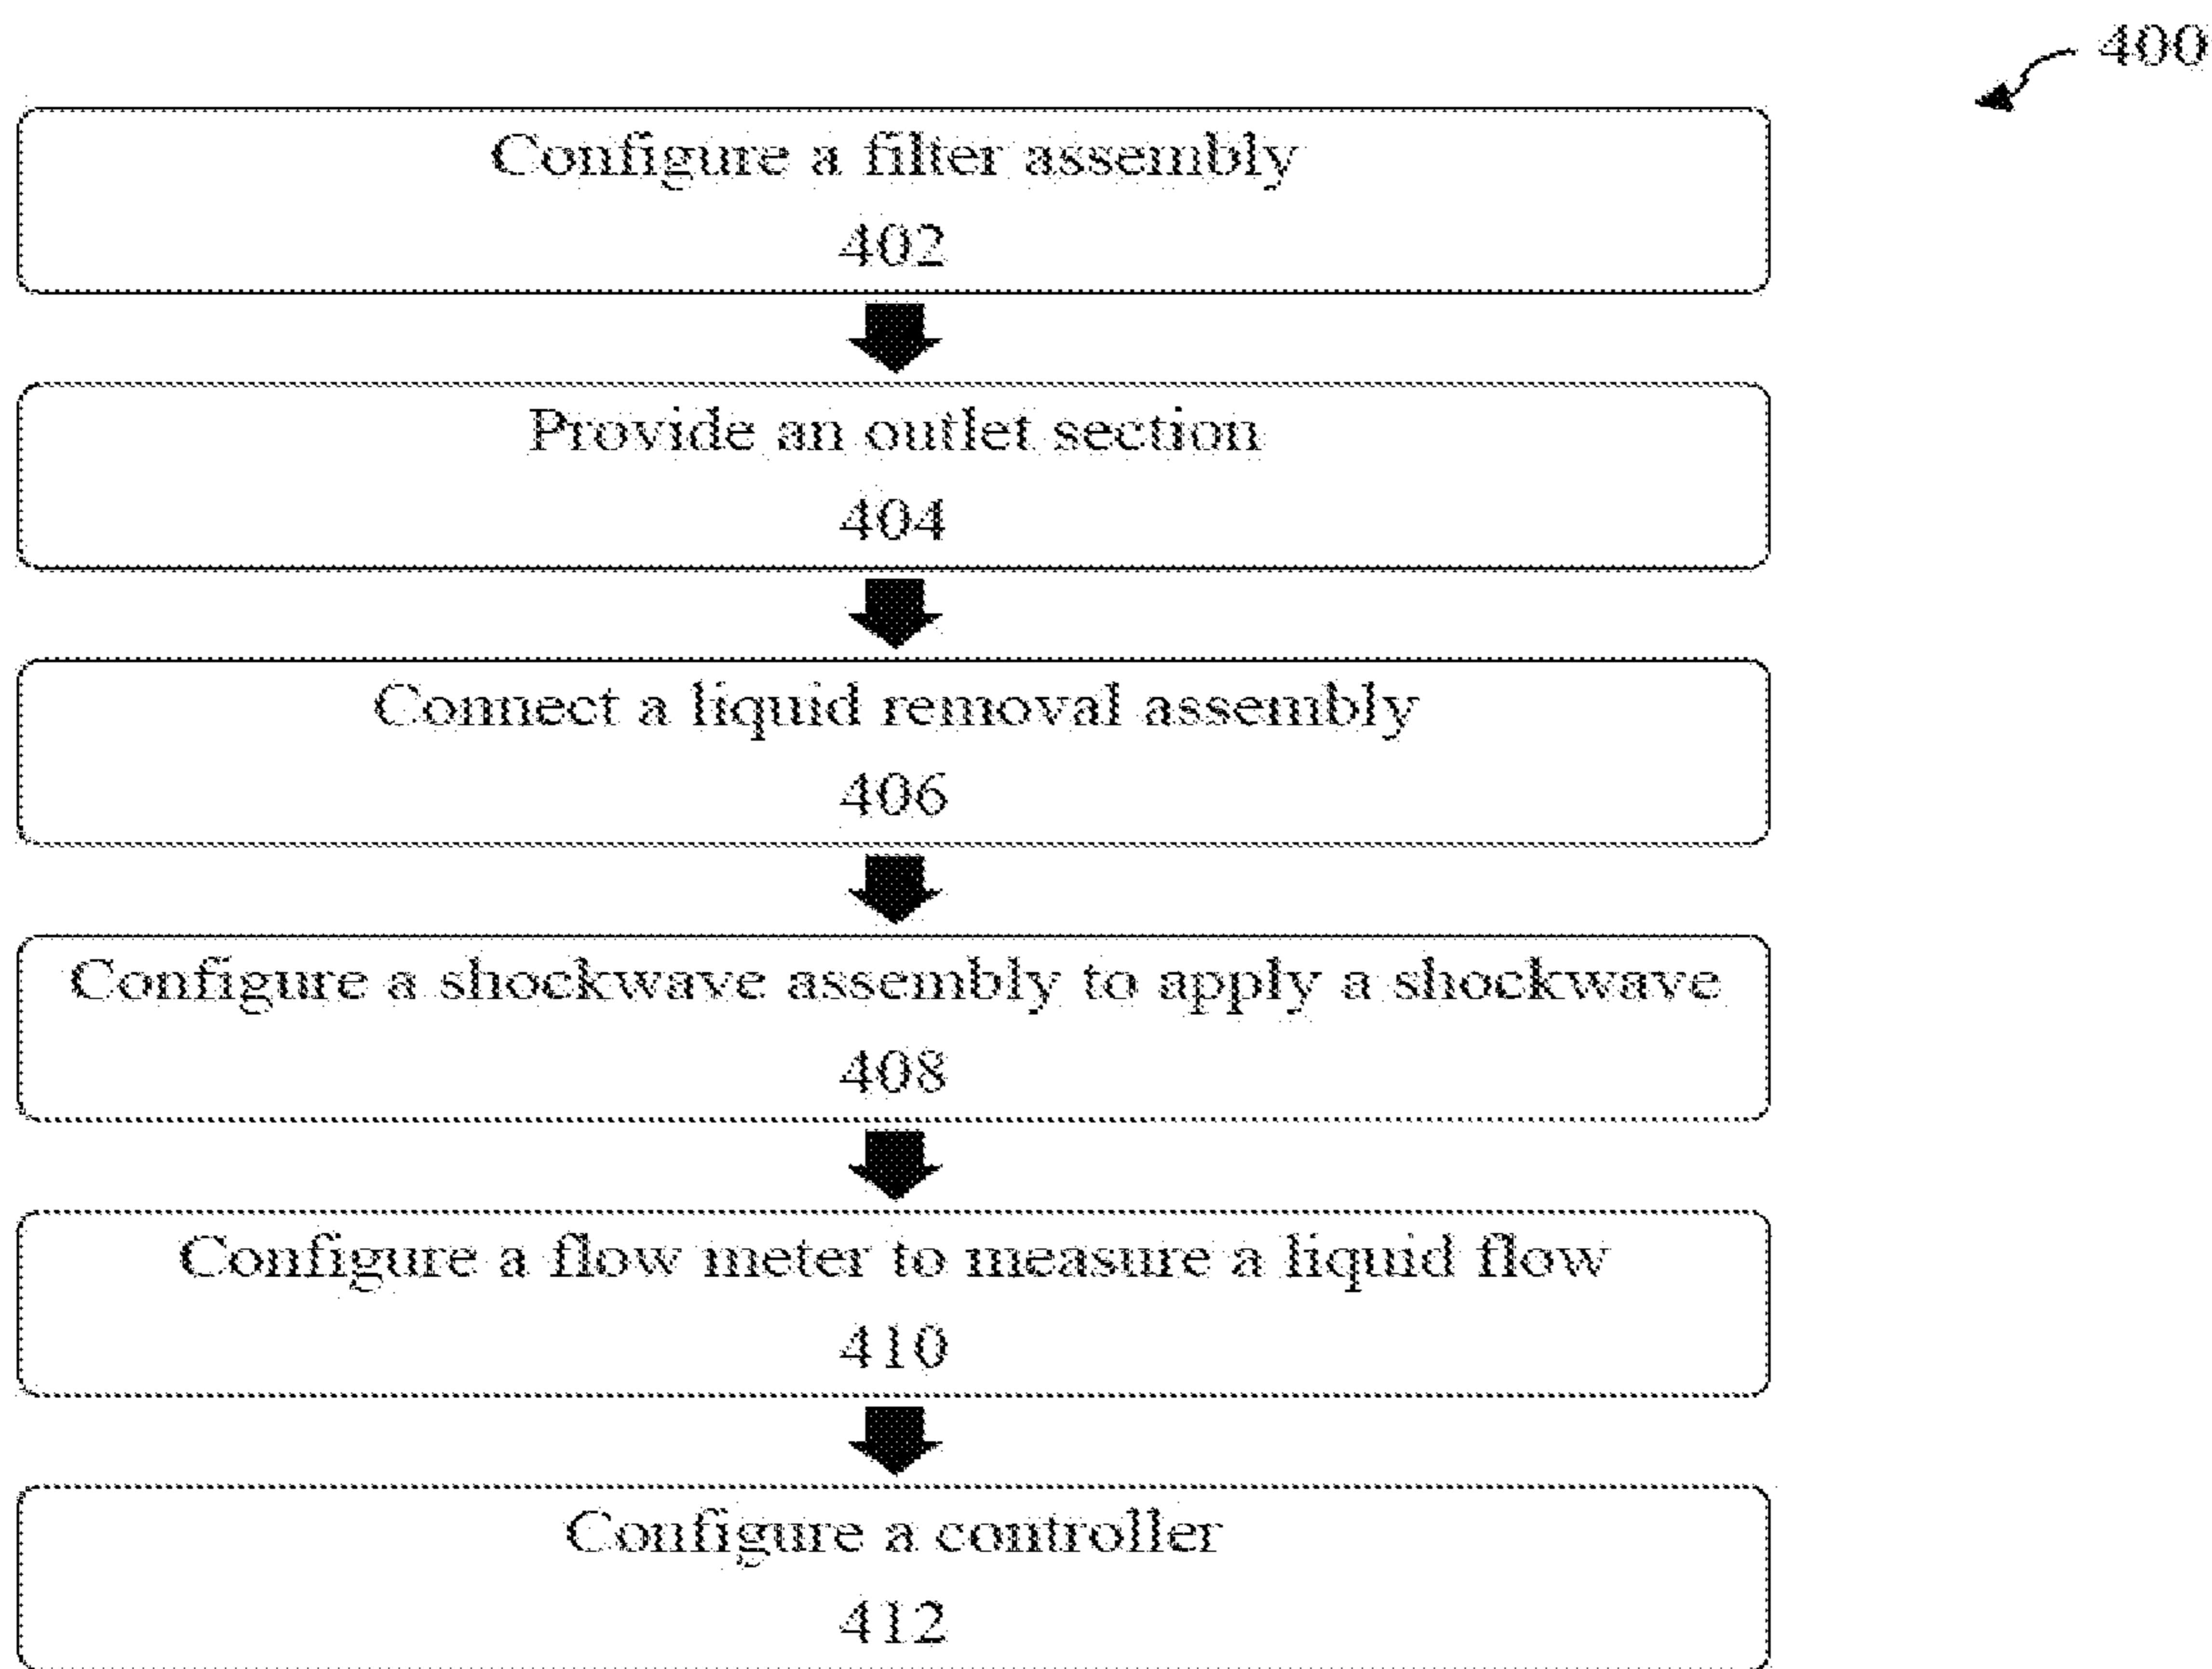 400
Configure a filter assembly
402
Provide an outlet section
404
Connect a liquid removal assembly
406
Configure a shockwave assembly to apply a shockwave
408
Configure a flow meter to measure a liquid flow
410
Configure a controller
412